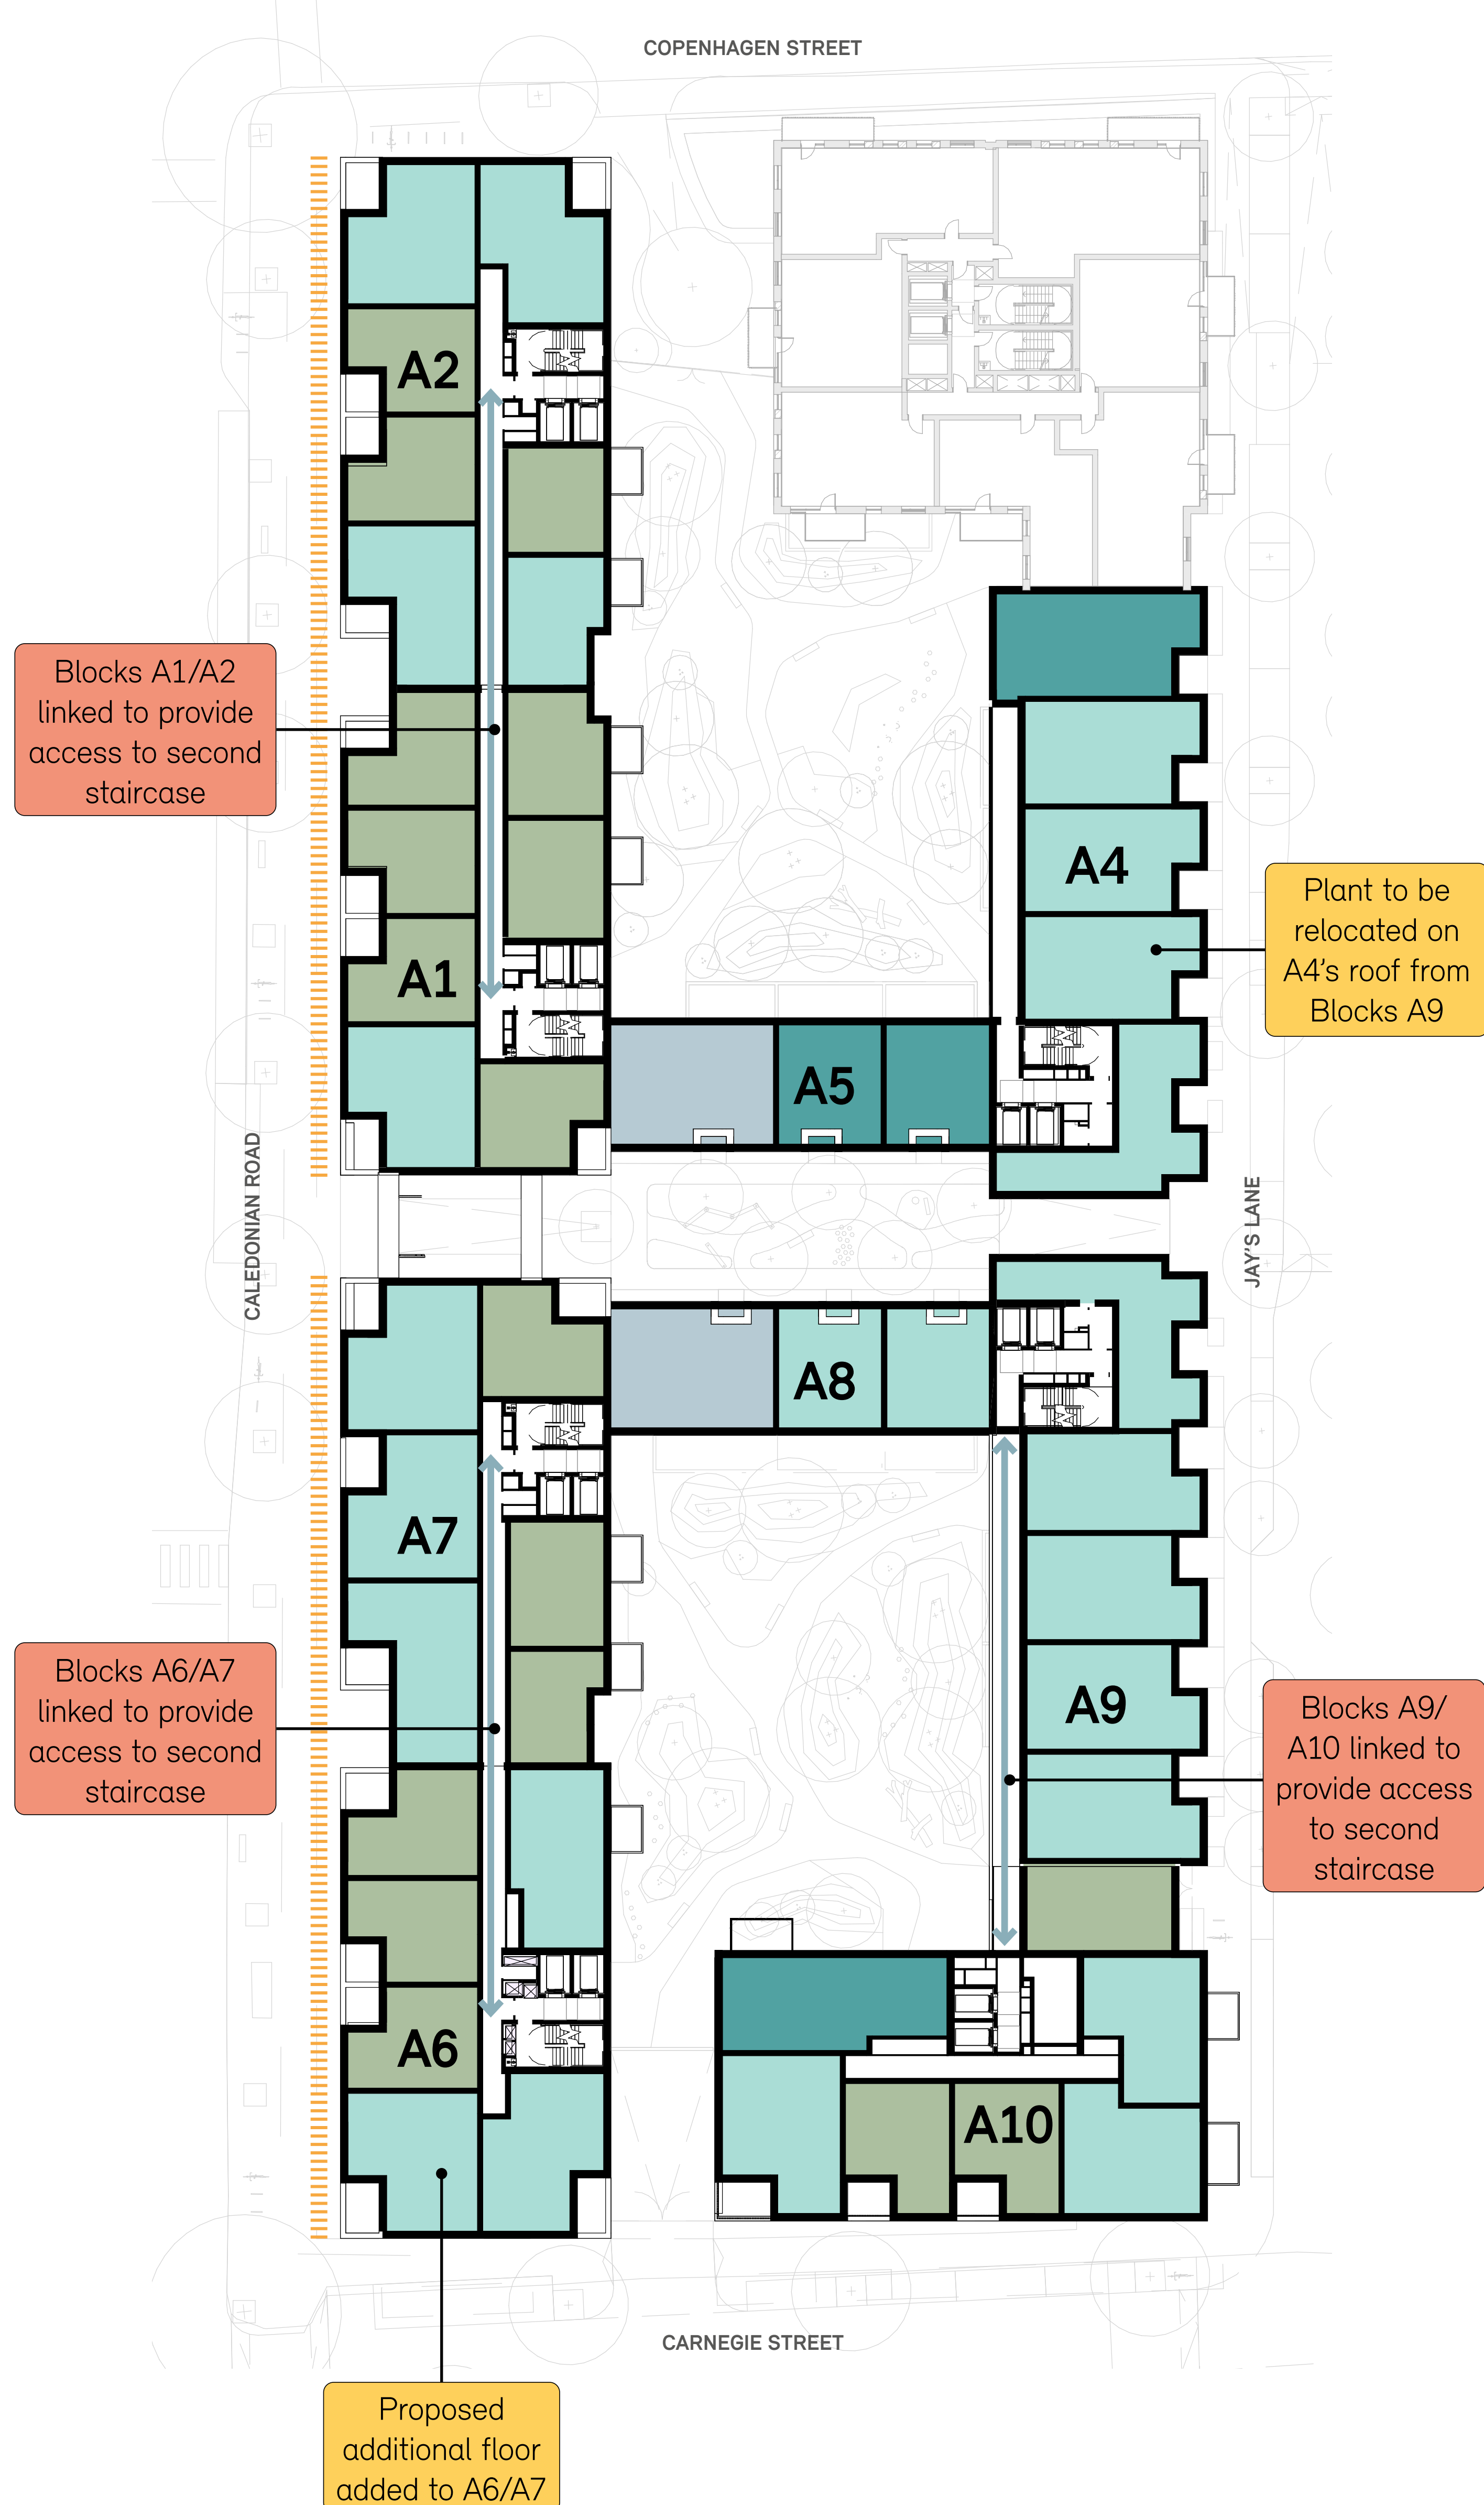 COPENHAGEN STREET
A2
Blocks A1/A2
linked to provide
access to second
staircase
A4
Plant to be
relocated on
A4’s roof from
Blocks A9
A1
A5
CALEDONIAN ROAD
JAY’S LANE
A8
A7
Blocks A6/A7
linked to provide
access to second
staircase
A9
Blocks A9/
A10 linked to
provide access
to second
staircase
A6
A10
CARNEGIE STREET
Proposed
additional floor
added to A6/A7